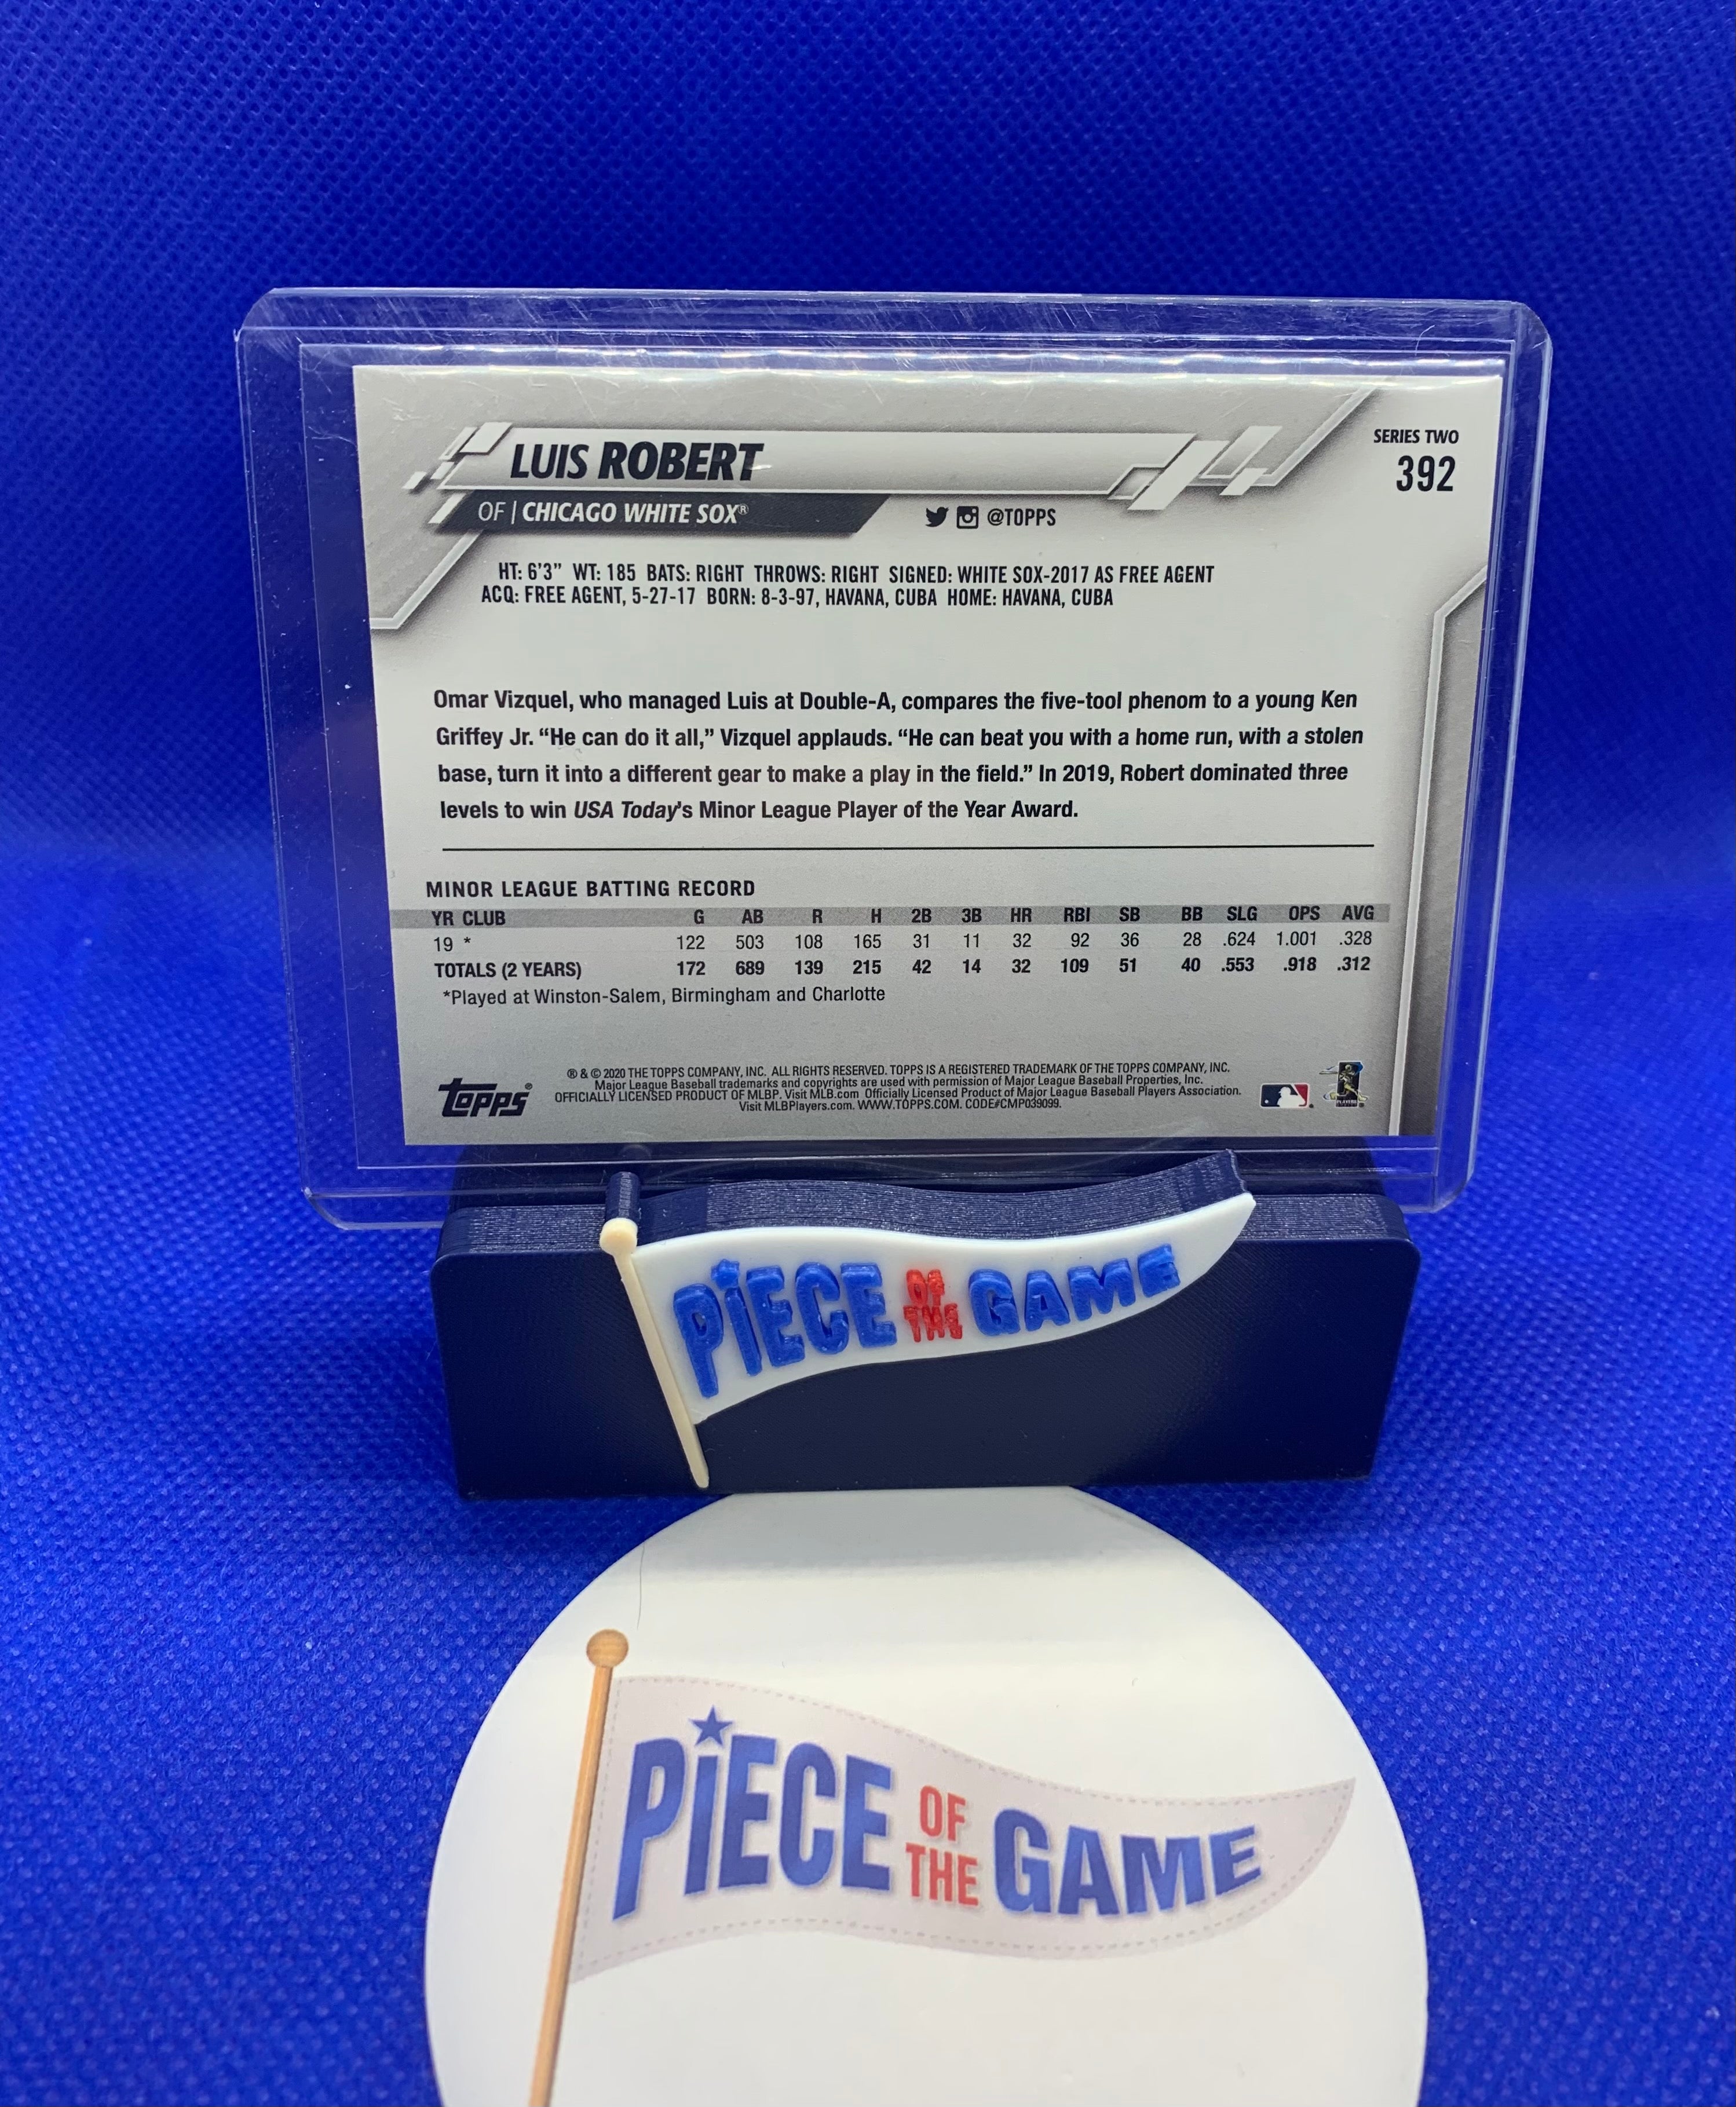 LUIS ROBERT
SERIES TWO
392
OF | CHICAGO WHITE SOX®
@TOPPS
HT: 6'3" WT: 185 BATS: RIGHT THROWS: RIGHT SIGNED: WHITE SOX-2017 AS FREE AGENT
ACQ: FREE AGENT, 5-27-17 BORN: 8-3-97, HAVANA, CUBA HOME: HAVANA, CUBA
Omar Vizquel, who managed Luis at Double-A, compares the five-tool phenom to a young Ken
Griffey Jr. “He can do it all,” Vizquel applauds. “He can beat you with a home run, with a stolen
base, turn it into a different gear to make a play in the field.” In 2019, Robert dominated three
levels to win USA Today's Minor League Player of the Year Award.
MINOR LEAGUE BATTING RECORD
YR CLUB G AB R H 2B 3B HR RBI SB BB SLG OPS AVG
19 * 122 503 108 165 31 11 32 92 36 28 .624 1.001 .328
TOTALS (2 YEARS) 172 689 139 215 42 14 32 109 51 40 .553 .918 .312
*Played at Winston-Salem, Birmingham and Charlotte
® & © 2020 THE TOPPS COMPANY, INC. ALL RIGHTS RESERVED. TOPPS IS A REGISTERED TRADEMARK OF THE TOPPS COMPANY, INC.
Major League Baseball trademarks and copyrights are used with permission of Major League Baseball Properties, Inc.
OFFICIALLY LICENSED PRODUCT OF MLBP. Visit MLB.com Officially Licensed Product of Major League Baseball Players Association.
Visit MLBPlayers.com. WWW.TOPPS.COM. CODE#CMP039099.
Topps®
PLAYERS
PiECE OF THE GAME
PiECE OF THE GAME